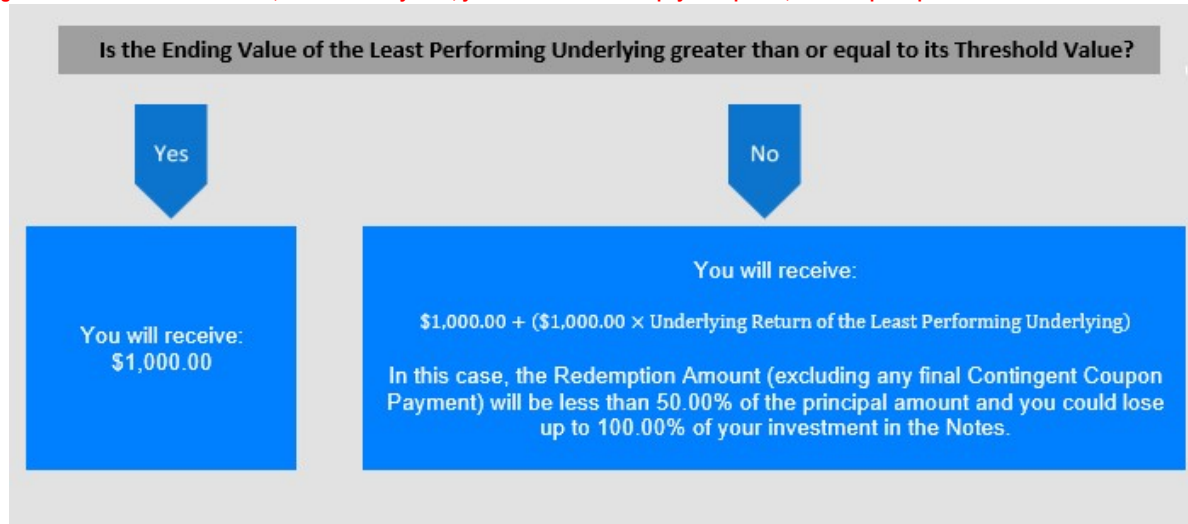 Is the Ending Value of the Least Performing Underlying greater than or equal to its Threshold Value?
Yes
No
You will receive:
$1,000.00
You will receive:
$1,000.00 + ($1,000.00 × Underlying Return of the Least Performing Underlying)
In this case, the Redemption Amount (excluding any final Contingent Coupon
Payment) will be less than 50.00% of the principal amount and you could lose
up to 100.00% of your investment in the Notes.